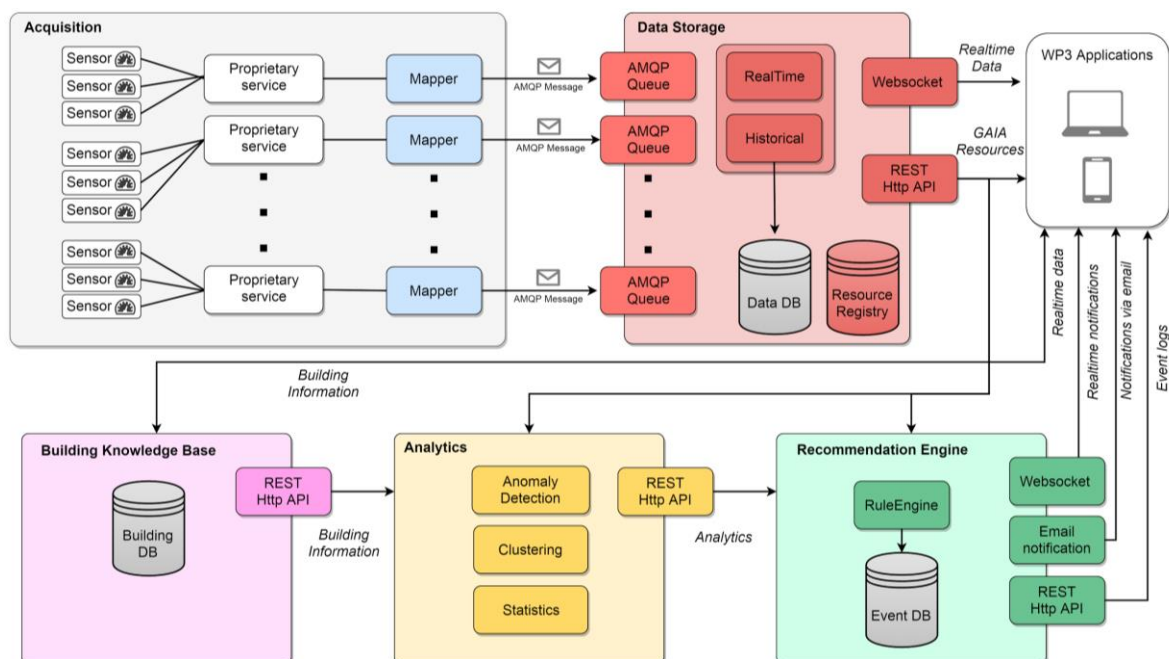 Acquisition
Sensor
Sensor
Sensor
Proprietary
service
Mapper
AMQP Message
Sensor
Sensor
Sensor
Proprietary
service
Mapper
AMQP Message
Sensor
Sensor
Sensor
Proprietary
service
Mapper
AMQP Message
Data Storage
AMQP
Queue
AMQP
Queue
AMQP
Queue
RealTime
Historical
Data DB
Resource
Registry
Websocket
REST
Http API
Realtime
Data
GAIA
Resources
WP3 Applications
Realtime data
Realtime notifications
Notifications via email
Event logs
Building
Information
Building Knowledge Base
Building
DB
REST
Http API
Building
Information
Analytics
Anomaly
Detection
Clustering
Statistics
REST
Http API
Analytics
Recommendation Engine
RuleEngine
Event DB
Websocket
Email
notification
REST
Http API